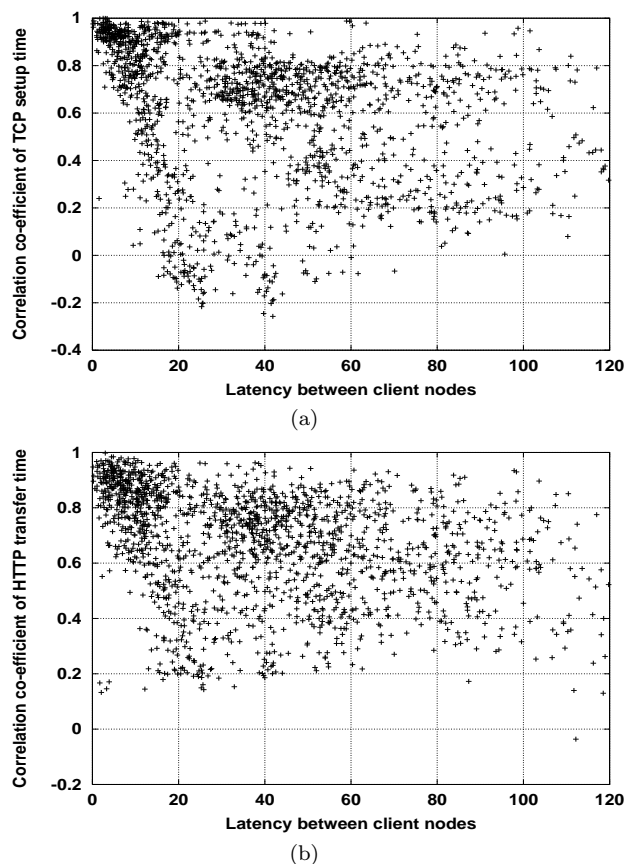 1
0.8
0.6
0.4
0.2
0
-0.2
-0.4
Correlation co-efficient of TCP setup time
0 20 40 60 80 100 120
Latency between client nodes
(a)
1
0.8
0.6
0.4
0.2
0
-0.2
Correlation co-efficient of HTTP transfer time
0 20 40 60 80 100 120
Latency between client nodes
(b)